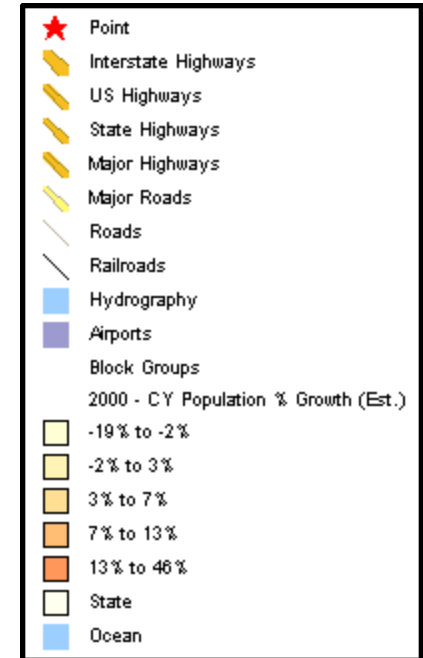 Point
Interstate Highways
US Highways
State Highways
Major Highways
Major Roads
Roads
Railroads
Hydrography
Airports
Block Groups
2000 - CY Population % Growth (Est.)
-19% to -2%
-2% to 3%
3% to 7%
7% to 13%
13% to 46%
State
Ocean